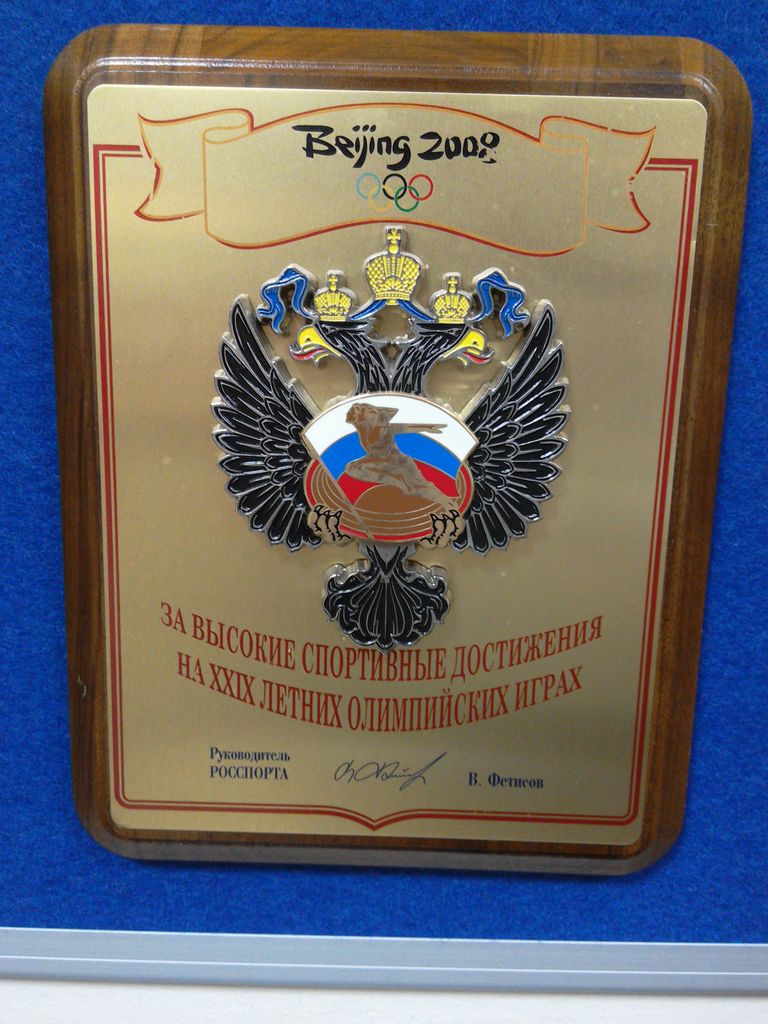 Beijing 2008
ЗА ВЫСОКИЕ СПОРТИВНЫЕ ДОСТИЖЕНИЯ
НА XXIX ЛЕТНИХ ОЛИМПИЙСКИХ ИГРАХ
Руководитель
РОССПОРТА
В. Фетисов